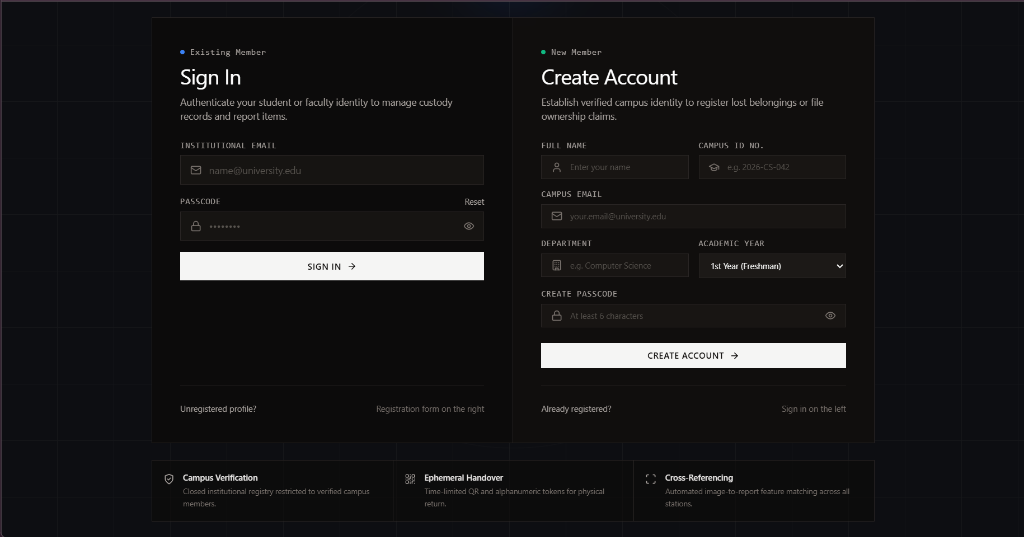 Existing Member
Sign In
Authenticate your student or faculty identity to manage custody
records and report items.
INSTITUTIONAL EMAIL
name@university.edu
PASSCODE Reset
••••••••
SIGN IN →
Unregistered profile? Registration form on the right
New Member
Create Account
Establish verified campus identity to register lost belongings or file
ownership claims.
FULL NAME CAMPUS ID NO.
Enter your name e.g. 2026-CS-042
CAMPUS EMAIL
your.email@university.edu
DEPARTMENT ACADEMIC YEAR
e.g. Computer Science 1st Year (Freshman)
CREATE PASSCODE
At least 6 characters
CREATE ACCOUNT →
Already registered? Sign in on the left
Campus Verification
Closed institutional registry restricted to verified campus
members.
Ephemeral Handover
Time-limited QR and alphanumeric tokens for physical
return.
Cross-Referencing
Automated image-to-report feature matching across all
stations.